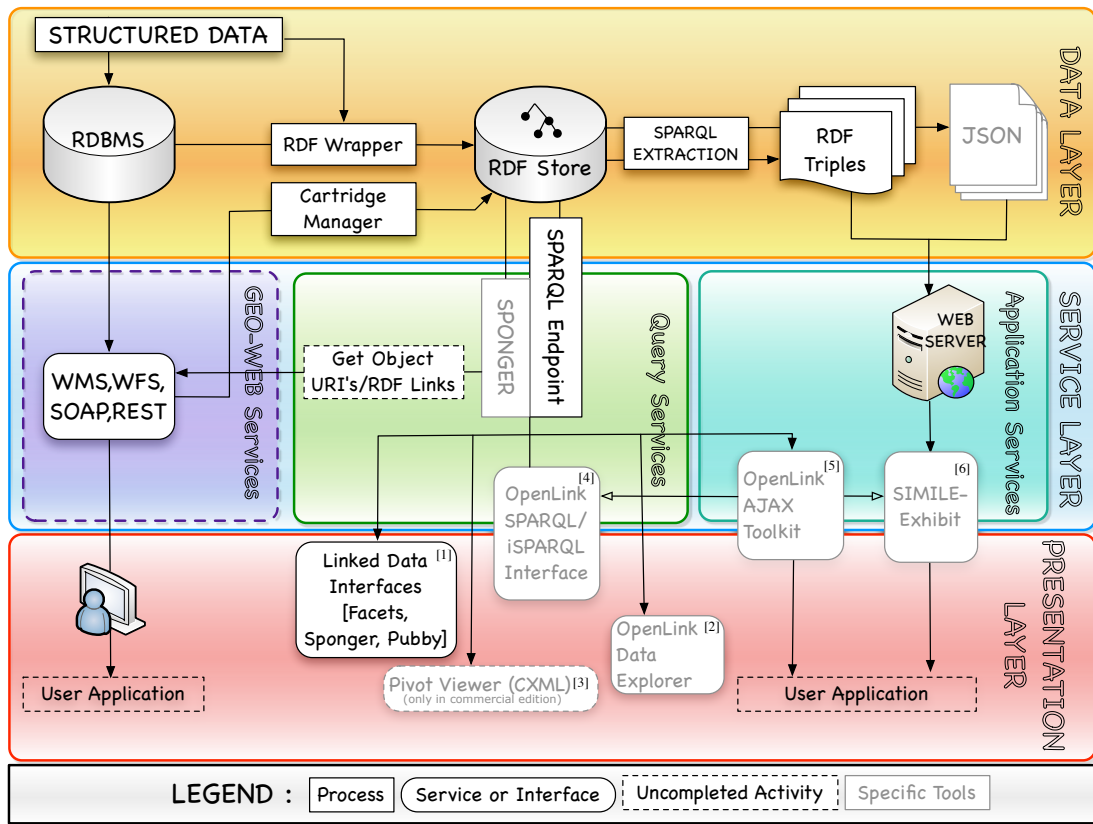 STRUCTURED DATA
RDBMS
RDF Wrapper
Cartridge
Manager
RDF Store
SPARQL
EXTRACTION
RDF
Triples
JSON
DATA LAYER
GEO-WEB Services
WMS,WFS,
SOAP,REST
Get Object
URI's/RDF Links
SPONGER
SPARQL Endpoint
Query Services
WEB
SERVER
Application Services
SERVICE LAYER
[4]
OpenLink
SPARQL/
iSPARQL
Interface
[5]
OpenLink
AJAX
Toolkit
[6]
SIMILE-
Exhibit
Linked Data [1]
Interfaces
[Facets,
Sponger, Pubby]
OpenLink [2]
Data
Explorer
Pivot Viewer (CXML) [3]
(only in commercial edition)
User Application
User Application
PRESENTATION
LAYER
LEGEND : Process Service or Interface Uncompleted Activity Specific Tools